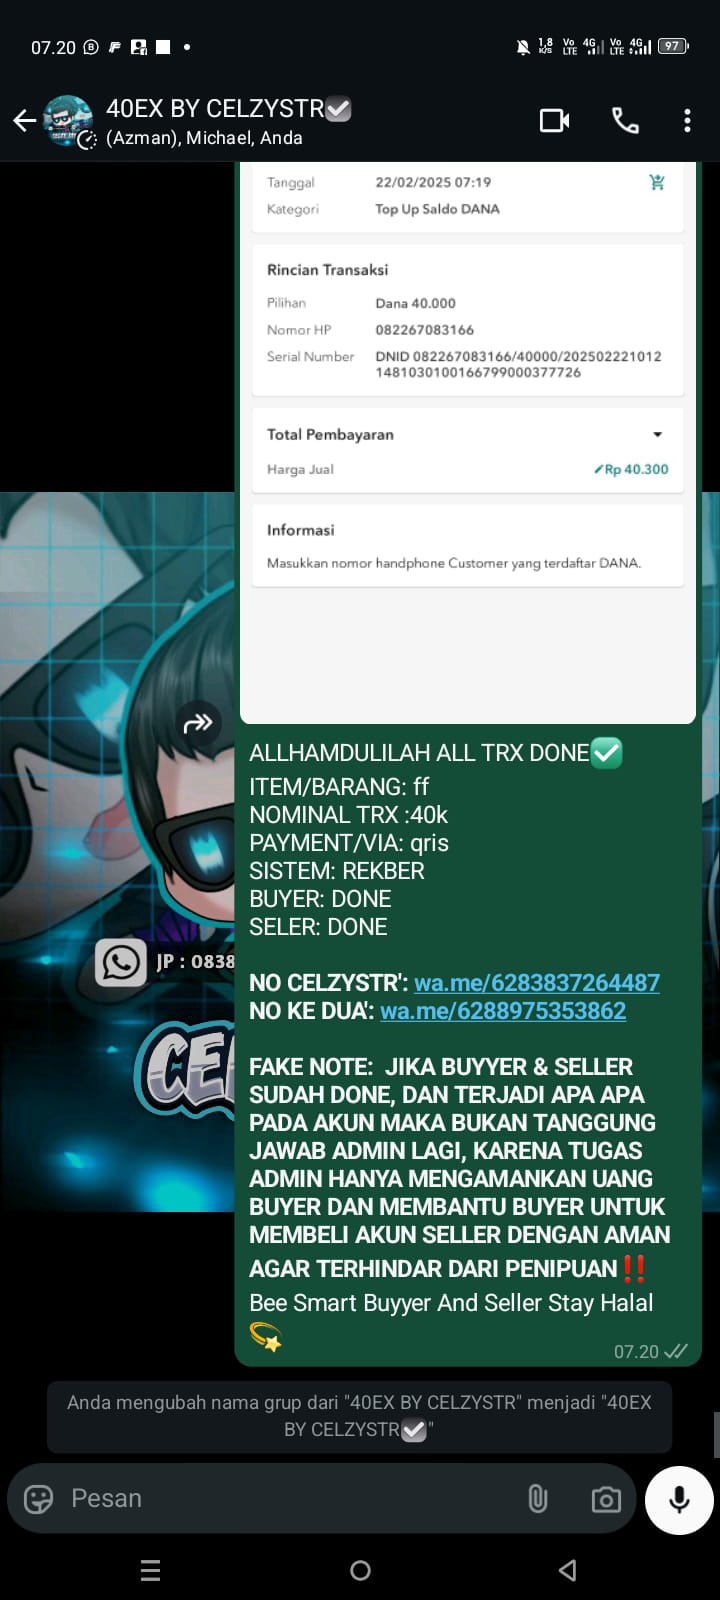 07.20
1,8 K/S Vo LTE 4G Vo LTE 4G 97
40EX BY CELZYSTR☑
(Azman), Michael, Anda
Tanggal 22/02/2025 07:19
Kategori Top Up Saldo DANA
Rincian Transaksi
Pilihan Dana 40.000
Nomor HP 082267083166
Serial Number DNID 082267083166/40000/202502221012
1481030100166799000377726
Total Pembayaran
Harga Jual Rp 40.300
Informasi
Masukkan nomor handphone Customer yang terdaftar DANA.
ALLHAMDULILAH ALL TRX DONE✅
ITEM/BARANG: ff
NOMINAL TRX :40k
PAYMENT/VIA: qris
SISTEM: REKBER
BUYER: DONE
SELER: DONE
JP : 0838
NO CELZYSTR': wa.me/6283837264487
NO KE DUA': wa.me/6288975353862
CEL
FAKE NOTE: JIKA BUYYER & SELLER
SUDAH DONE, DAN TERJADI APA APA
PADA AKUN MAKA BUKAN TANGGUNG
JAWAB ADMIN LAGI, KARENA TUGAS
ADMIN HANYA MENGAMANKAN UANG
BUYER DAN MEMBANTU BUYER UNTUK
MEMBELI AKUN SELLER DENGAN AMAN
AGAR TERHINDAR DARI PENIPUAN‼️
Bee Smart Buyyer And Seller Stay Halal
💫
07.20
Anda mengubah nama grup dari "40EX BY CELZYSTR" menjadi "40EX
BY CELZYSTR☑"
Pesan